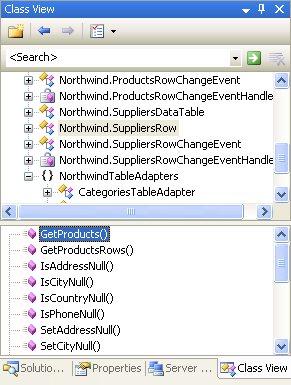 Class View
<Search>
Northwind.ProductsRowChangeEvent
Northwind.ProductsRowChangeEventHandle
Northwind.SuppliersDataTable
Northwind.SuppliersRow
Northwind.SuppliersRowChangeEvent
Northwind.SuppliersRowChangeEventHandl
{} NorthwindTableAdapters
CategoriesTableAdapter
GetProducts()
GetProductsRows()
IsAddressNull()
IsCityNull()
IsCountryNull()
IsPhoneNull()
SetAddressNull()
SetCityNull()
Solutio... Properties Server ... Class View